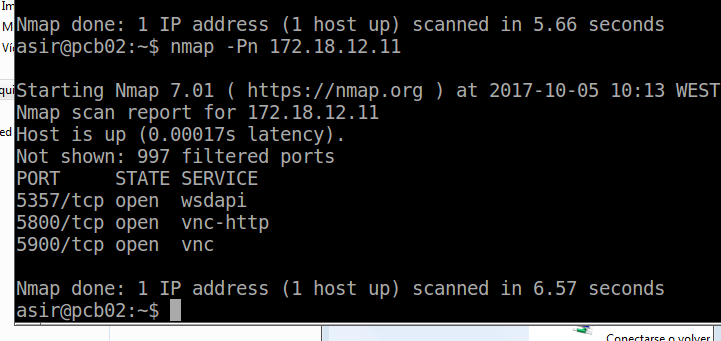 Im
M
Vía
qui
ed
Nmap done: 1 IP address (1 host up) scanned in 5.66 seconds
asir@pcb02:~$ nmap -Pn 172.18.12.11
Starting Nmap 7.01 ( https://nmap.org ) at 2017-10-05 10:13 WEST
Nmap scan report for 172.18.12.11
Host is up (0.00017s latency).
Not shown: 997 filtered ports
PORT     STATE SERVICE
5357/tcp open  wsdapi
5800/tcp open  vnc-http
5900/tcp open  vnc
Nmap done: 1 IP address (1 host up) scanned in 6.57 seconds
asir@pcb02:~$
Conectarse o volver